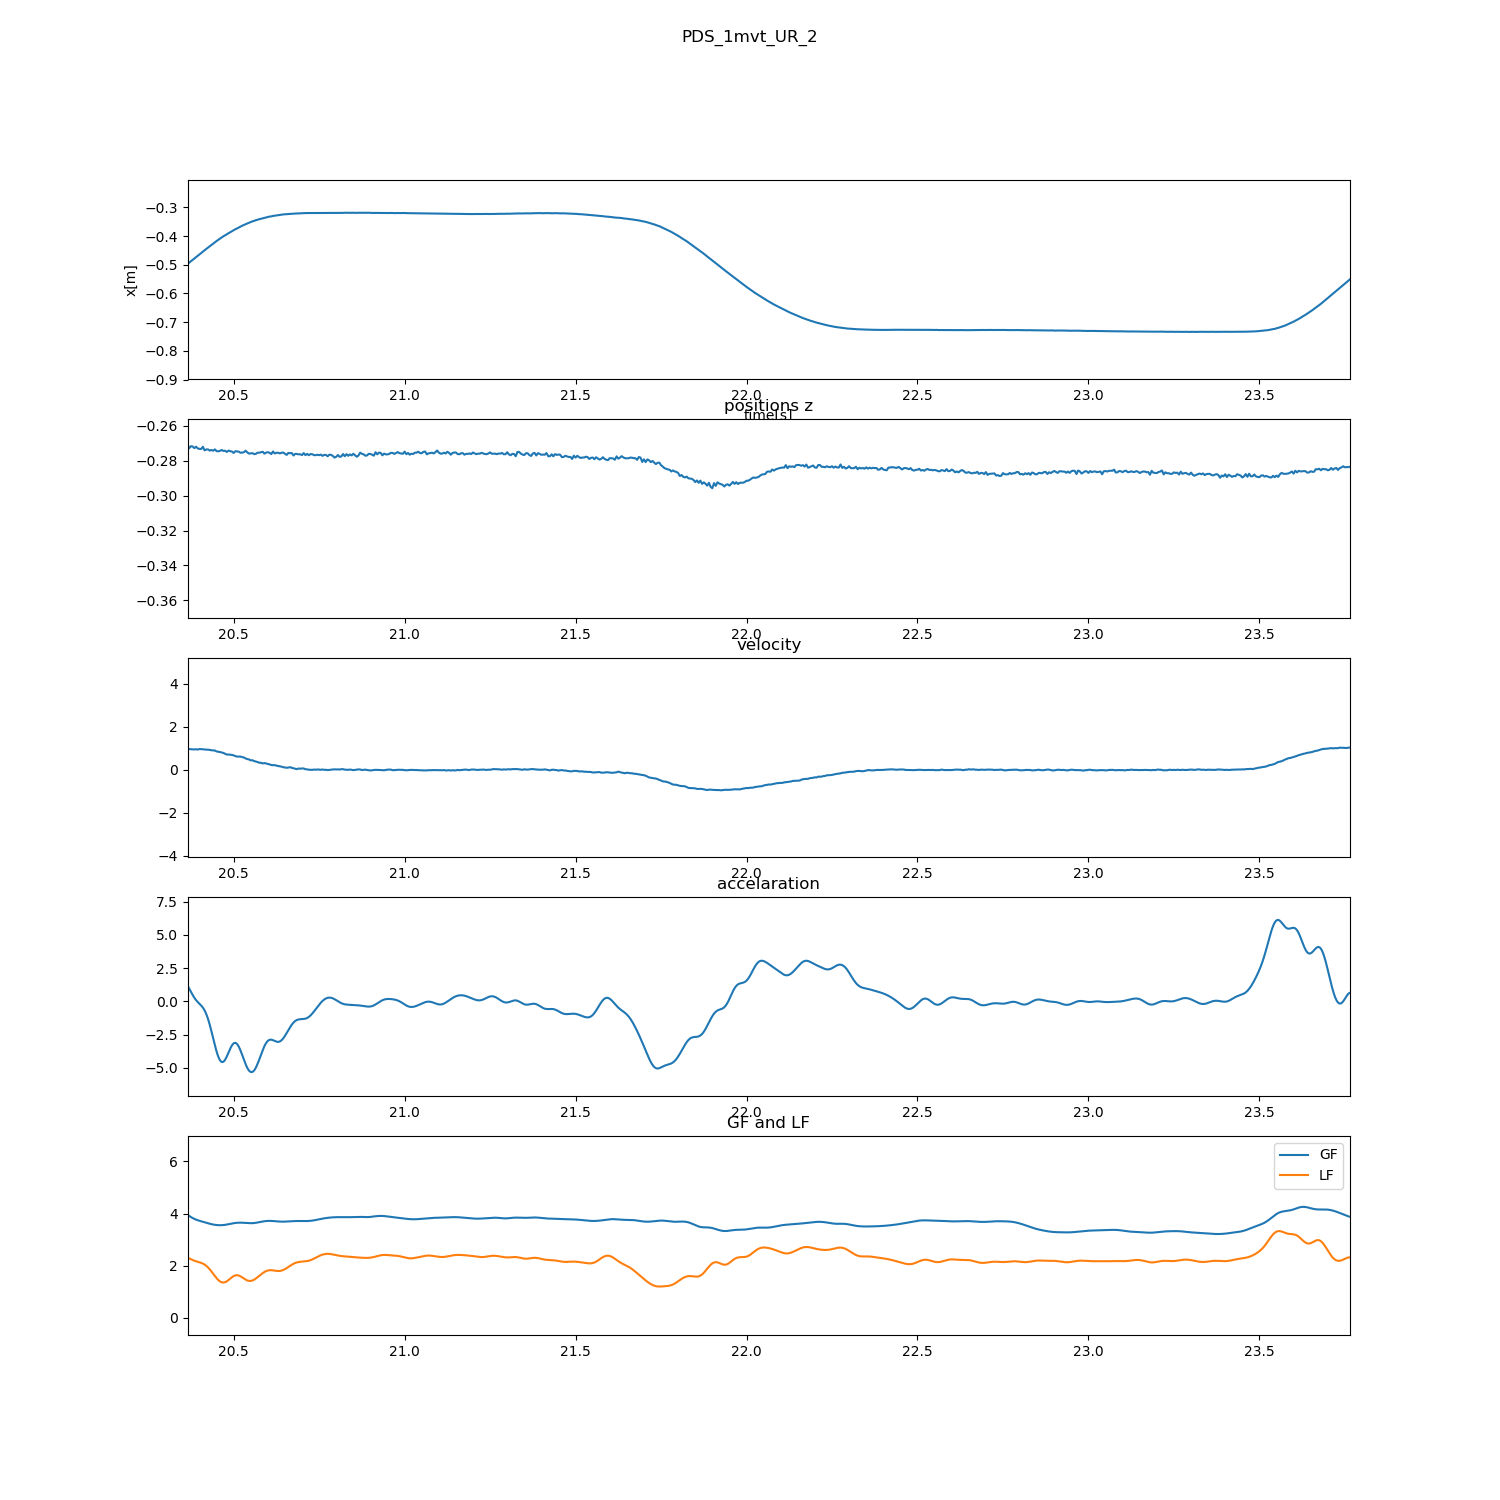 PDS_1mvt_UR_2
−0.3
−0.4
−0.5
−0.6
−0.7
−0.8
−0.9
x[m]
20.5 21.0 21.5 22.0 22.5 23.0 23.5
time[s]
positions z
−0.26
−0.28
−0.30
−0.32
−0.34
−0.36
20.5 21.0 21.5 22.0 22.5 23.0 23.5
velocity
4
2
0
−2
−4
20.5 21.0 21.5 22.0 22.5 23.0 23.5
accelaration
7.5
5.0
2.5
0.0
−2.5
−5.0
20.5 21.0 21.5 22.0 22.5 23.0 23.5
GF and LF
GF
LF
6
4
2
0
20.5 21.0 21.5 22.0 22.5 23.0 23.5